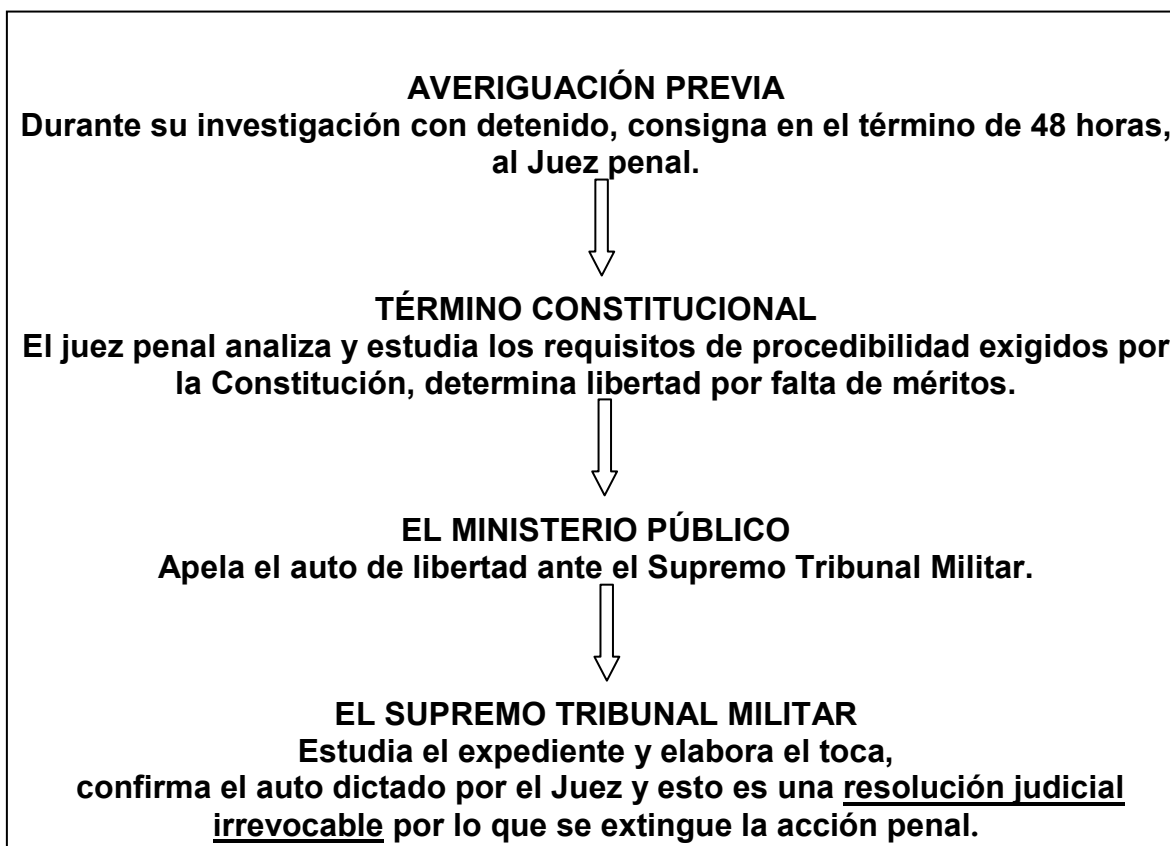 AVERIGUACIÓN PREVIA
Durante su investigación con detenido, consigna en el término de 48 horas,
al Juez penal.
TÉRMINO CONSTITUCIONAL
El juez penal analiza y estudia los requisitos de procedibilidad exigidos por
la Constitución, determina libertad por falta de méritos.
EL MINISTERIO PÚBLICO
Apela el auto de libertad ante el Supremo Tribunal Militar.
EL SUPREMO TRIBUNAL MILITAR
Estudia el expediente y elabora el toca,
confirma el auto dictado por el Juez y esto es una resolución judicial
irrevocable por lo que se extingue la acción penal.